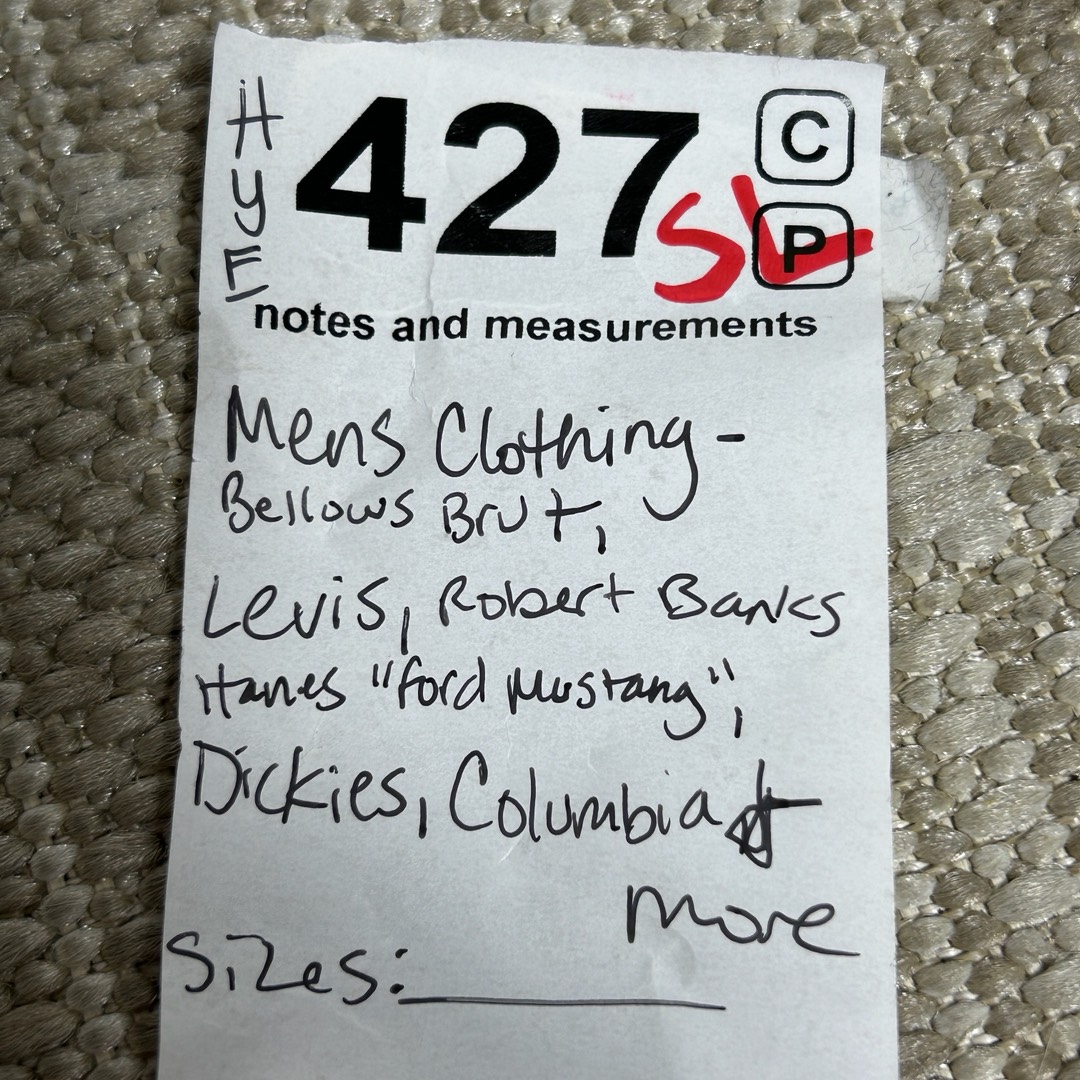 HYE
427
C
SL
P
notes and measurements
Mens Clothing -
Bellows Brut,
Levis, Robert Banks
Hanes "Ford Mustang",
Dickies, Columbia &
more
Sizes: